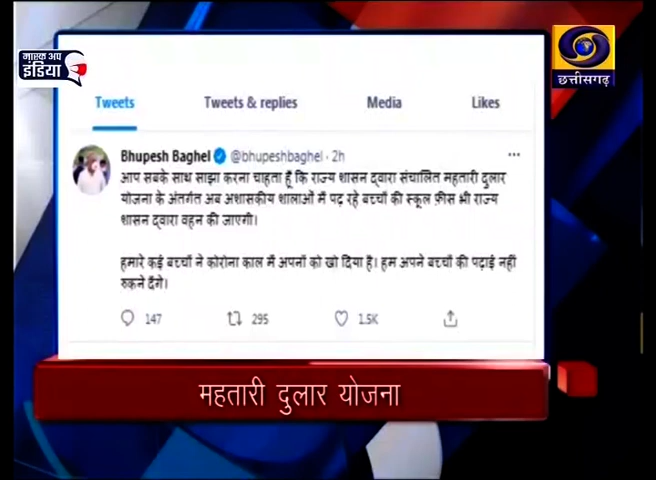 मास्क अप
इंडिया
छत्तीसगढ़
Tweets Tweets & replies Media Likes
Bhupesh Baghel @bhupeshbaghel · 2h ...
आप सबके साथ साझा करना चाहता हूँ कि राज्य शासन द्वारा संचालित महतारी दुलार
योजना के अंतर्गत अब अशासकीय शालाओं में पढ़ रहे बच्चों की स्कूल फ़ीस भी राज्य
शासन द्वारा वहन की जाएगी।
हमारे कई बच्चों ने कोरोना काल में अपनों को खो दिया है। हम अपने बच्चों की पढ़ाई नहीं
रुकने देंगे।
147 295 1.5K
महतारी दुलार योजना